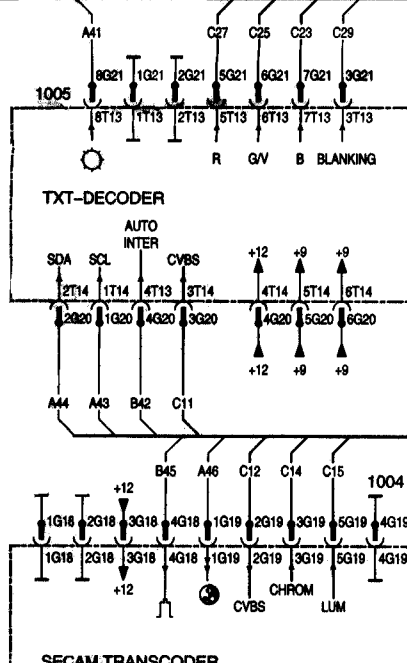 A41 C27 C25 C23 C29
8G21 1G21 2G21 5G21 6G21 7G21 3G21
1005
8T13 1T13 2T13 5T13 6T13 7T13 3T13
R G/V B BLANKING
TXT-DECODER
AUTO
INTER
SDA SCL CVBS +12 +9 +9
2T14 1T14 4T13 3T14 4T14 5T14 6T14
2G20 1G20 4G20 3G20 4G20 5G20 6G20
+12 +9 +9
A44 A43 B42 C11
B45 A46 C12 C14 C15
+12 1004
1G18 2G18 3G18 4G18 1G19 2G19 3G19 5G19 4G19
1G18 2G18 3G18 4G18 1G19 2G19 3G19 5G19 4G19
+12 CHROM
CVBS LUM
SECAM-TRANSCODER